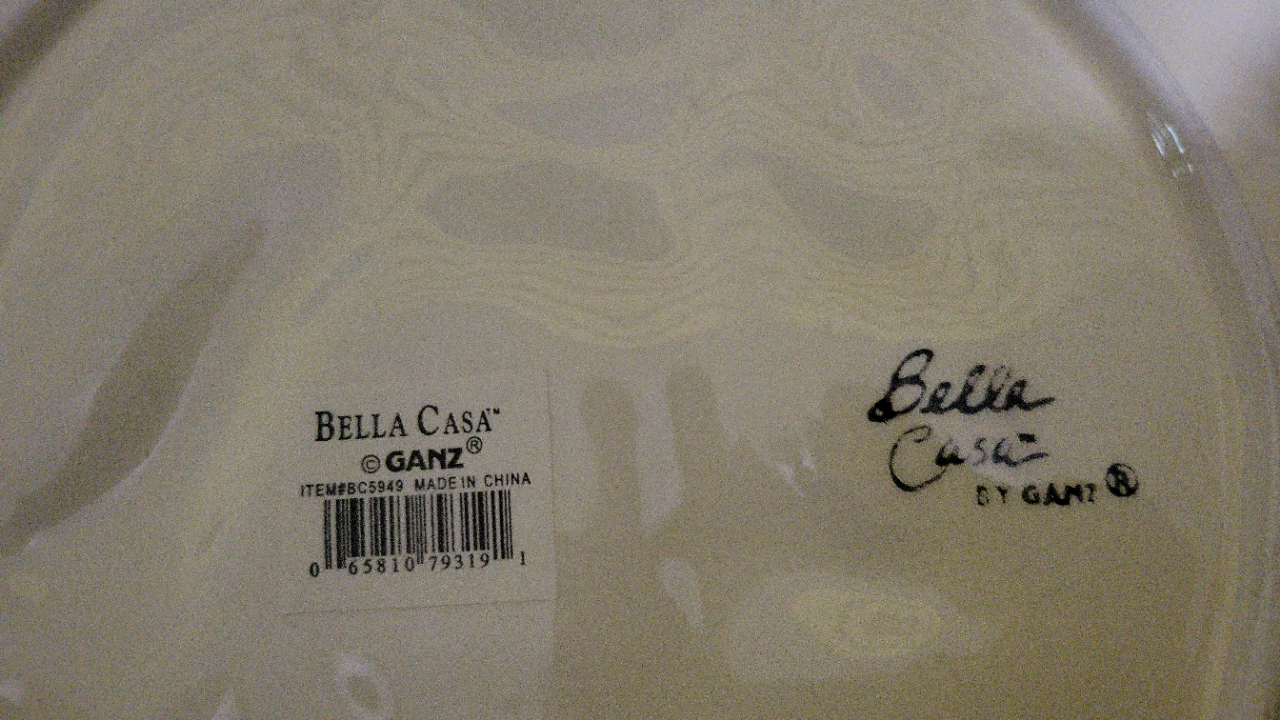 BELLA CASA™
© GANZ®
ITEM#BC5949 MADE IN CHINA
0 65810 79319 1
Bella
Casa™
BY GANZ ®